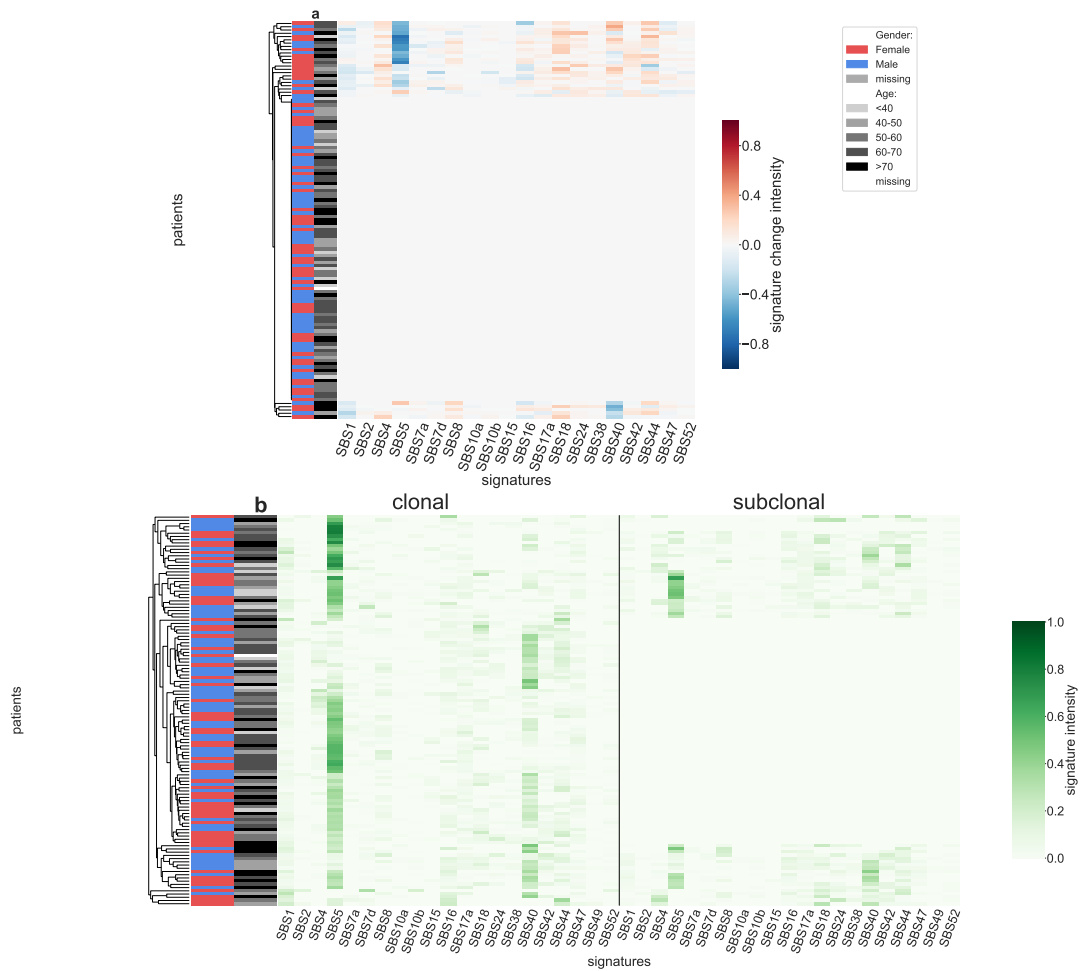 a
Gender:
Female
Male
missing
Age:
<40
40-50
50-60
60-70
>70
missing
patients
0.8
0.4
0.0
−0.4
−0.8
signature change intensity
SBS1
SBS2
SBS4
SBS5
SBS7a
SBS7d
SBS8
SBS10a
SBS10b
SBS15
SBS16
SBS17a
SBS18
SBS24
SBS38
SBS40
SBS42
SBS44
SBS47
SBS52
signatures
b
clonal
subclonal
patients
1.0
0.8
0.6
0.4
0.2
0.0
signature intensity
SBS1
SBS2
SBS4
SBS5
SBS7a
SBS7d
SBS8
SBS10a
SBS10b
SBS15
SBS16
SBS17a
SBS18
SBS24
SBS38
SBS40
SBS42
SBS44
SBS47
SBS49
SBS52
SBS1
SBS2
SBS4
SBS5
SBS7a
SBS7d
SBS8
SBS10a
SBS10b
SBS15
SBS16
SBS17a
SBS18
SBS24
SBS38
SBS40
SBS42
SBS44
SBS47
SBS49
SBS52
signatures